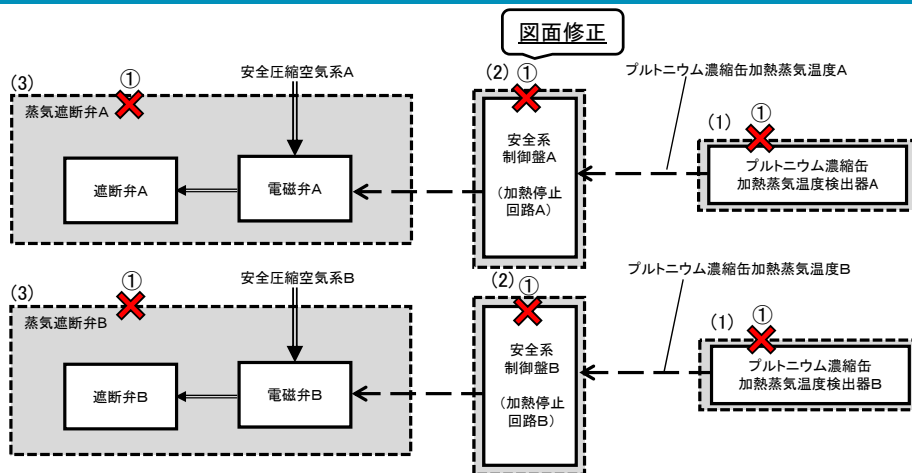 図面修正
(3)
①
安全圧縮空気系A
(2)
①
プルトニウム濃縮缶加熱蒸気温度A
蒸気遮断弁A
(1)
①
遮断弁A
電磁弁A
安全系
制御盤A
(加熱停止
回路A)
プルトニウム濃縮缶
加熱蒸気温度検出器A
(3)
①
安全圧縮空気系B
(2)
①
プルトニウム濃縮缶加熱蒸気温度B
蒸気遮断弁B
(1)
①
遮断弁B
電磁弁B
安全系
制御盤B
(加熱停止
回路B)
プルトニウム濃縮缶
加熱蒸気温度検出器B